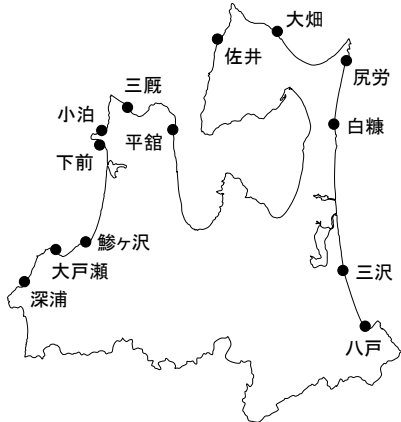 大畑
佐井
尻労
三厩
小泊
白糠
平舘
下前
鰺ヶ沢
大戸瀬
三沢
深浦
八戸